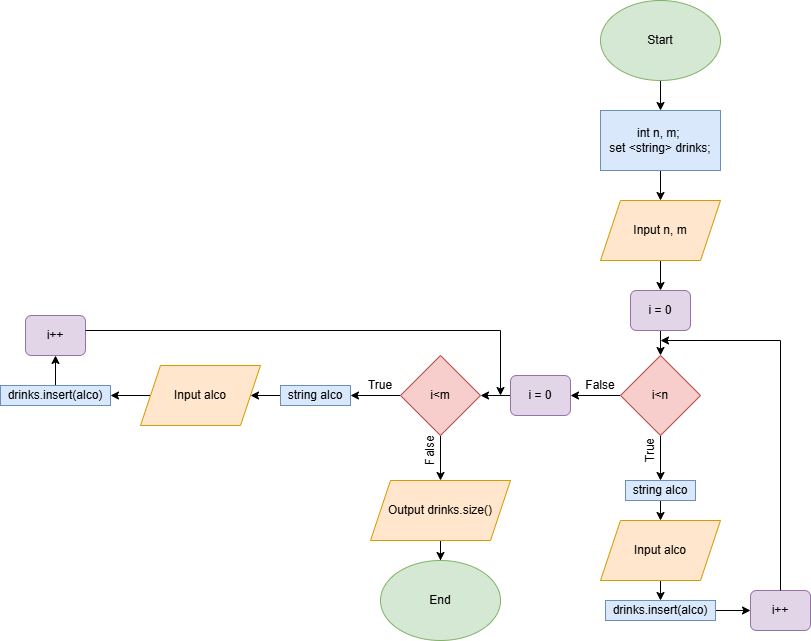 Start
int n, m;
set <string> drinks;
Input n, m
i = 0
i<n
False
i = 0
i<m
True
string alco
Input alco
drinks.insert(alco)
i++
False
Output drinks.size()
End
True
string alco
Input alco
drinks.insert(alco)
i++